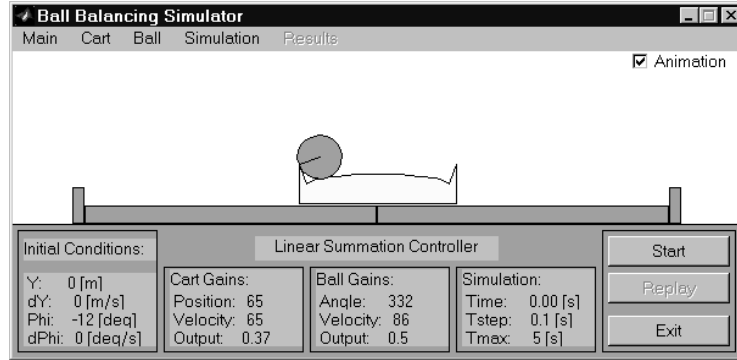 Ball Balancing Simulator
Main Cart Ball Simulation Results
Animation
Initial Conditions:
Y: 0 [m]
dY: 0 [m/s]
Phi: -12 [deg]
dPhi: 0 [deg/s]
Linear Summation Controller
Cart Gains:
Position: 65
Velocity: 65
Output: 0.37
Ball Gains:
Angle: 332
Velocity: 86
Output: 0.5
Simulation:
Time: 0.00 [s]
Tstep: 0.1 [s]
Tmax: 5 [s]
Start
Replay
Exit